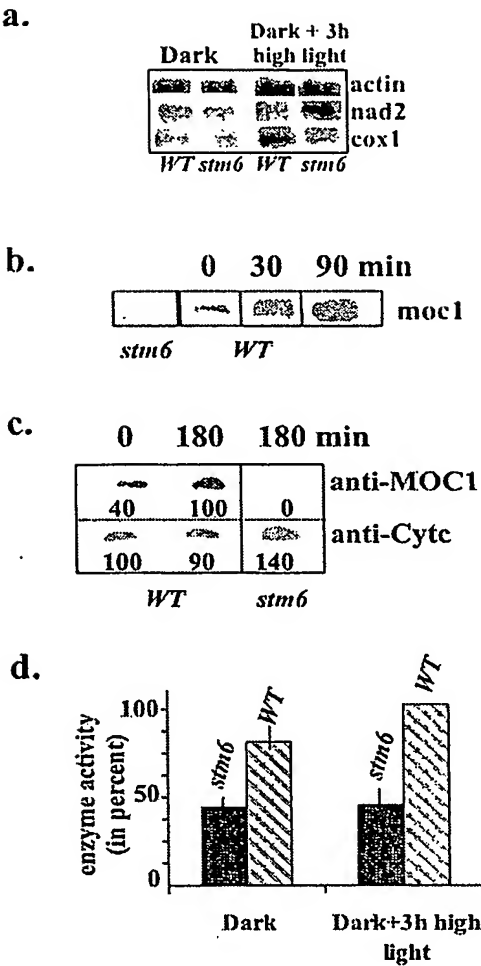 a.
Dark
Dark + 3h
high light
actin
nad2
cox1
WT stm6 WT stm6
b.
0 30 90 min
moc1
stm6 WT
c.
0 180 180 min
anti-MOC1
40 100 0
anti-Cytc
100 90 140
WT stm6
d.
enzyme activity
(in percent)
100
50
0
stm6
WT
stm6
WT
Dark
Dark+3h high
light